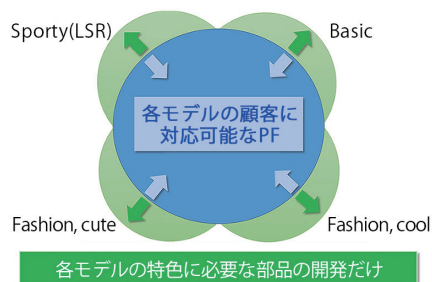 Sporty(LSR)
Basic
各モデルの顧客に
対応可能なPF
Fashion, cute
Fashion, cool
各モデルの特色に必要な部品の開発だけ